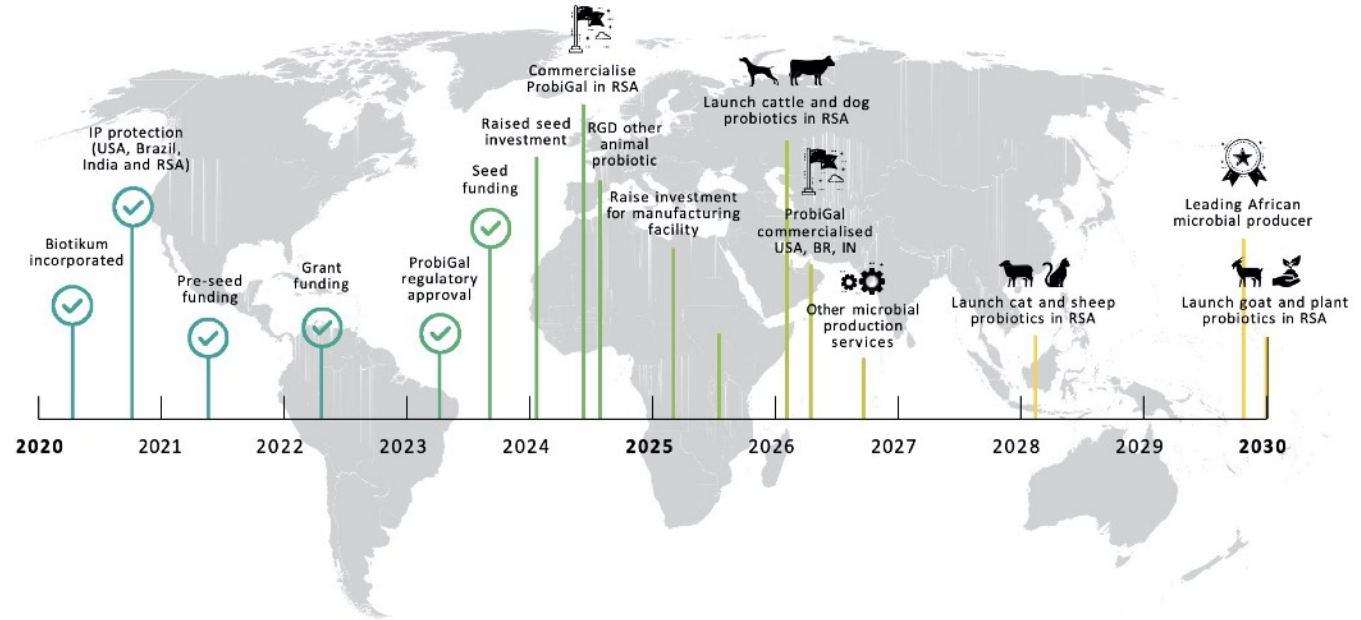 Commercialise
ProbiGal in RSA
Launch cattle and dog
probiotics in RSA
IP protection
(USA, Brazil,
India and RSA)
Raised seed
investment
RGD other
animal
probiotic
Seed
funding
Raise investment
for manufacturing
facility
ProbiGal
commercialised
USA, BR, IN
Leading African
microbial producer
Biotikum
incorporated
Pre-seed
funding
Grant
funding
ProbiGal
regulatory
approval
Other microbial
production
services
Launch cat and sheep
probiotics in RSA
Launch goat and plant
probiotics in RSA
2020 2021 2022 2023 2024 2025 2026 2027 2028 2029 2030